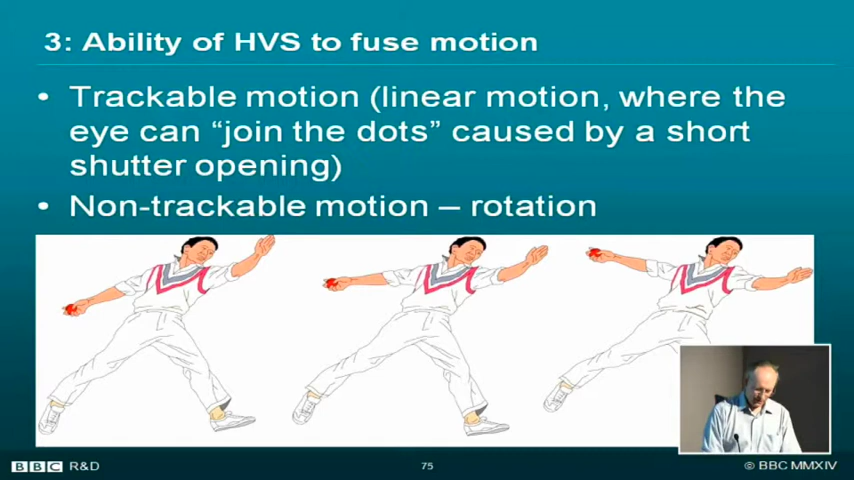 3: Ability of HVS to fuse motion
• Trackable motion (linear motion, where the
eye can “join the dots” caused by a short
shutter opening)
• Non-trackable motion – rotation
BBC R&D
75
© BBC MMXIV